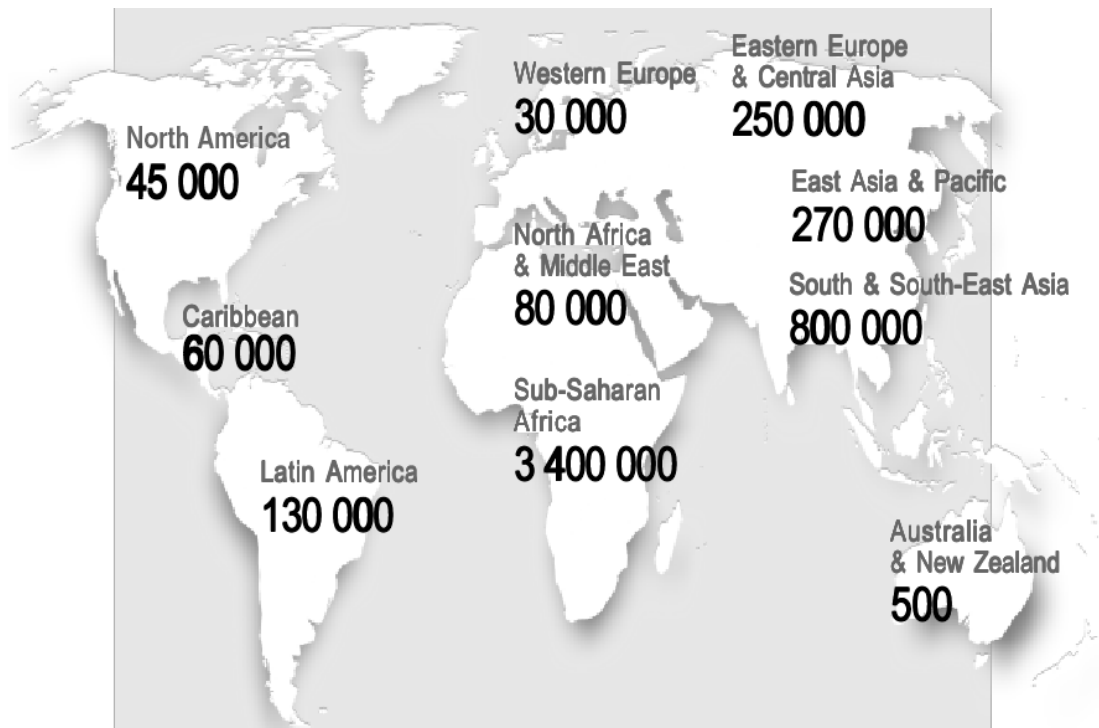 Eastern Europe
& Central Asia
250 000
Western Europe
30 000
North America
45 000
East Asia & Pacific
270 000
North Africa
& Middle East
80 000
South & South-East Asia
800 000
Caribbean
60 000
Sub-Saharan
Africa
3 400 000
Latin America
130 000
Australia
& New Zealand
500